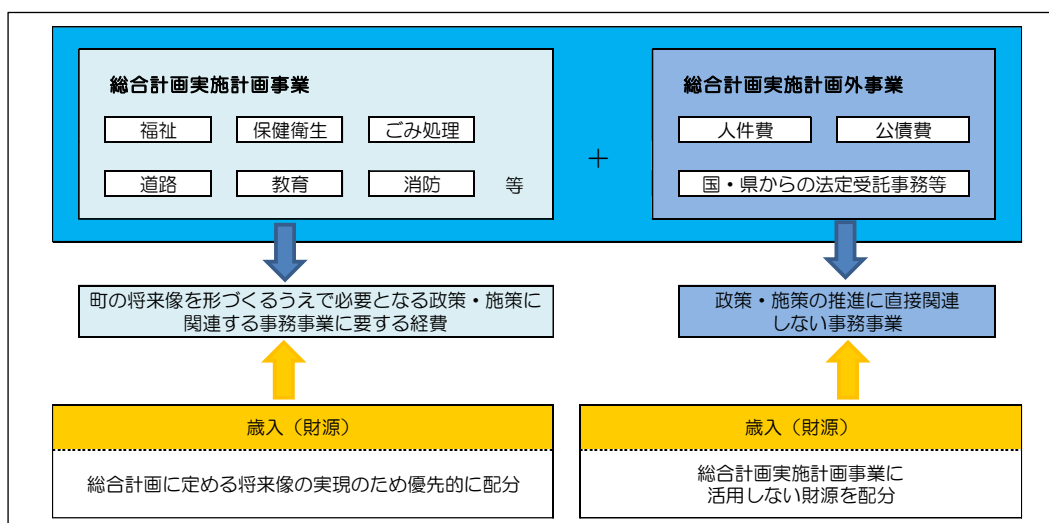 総合計画実施計画事業
福祉
保健衛生
ごみ処理
道路
教育
消防
等
+
総合計画実施計画外事業
人件費
公債費
国・県からの法定受託事務等
町の将来像を形づくるうえで必要となる政策・施策に
関連する事務事業に要する経費
政策・施策の推進に直接関連
しない事務事業
歳入（財源）
総合計画に定める将来像の実現のため優先的に配分
歳入（財源）
総合計画実施計画事業に
活用しない財源を配分